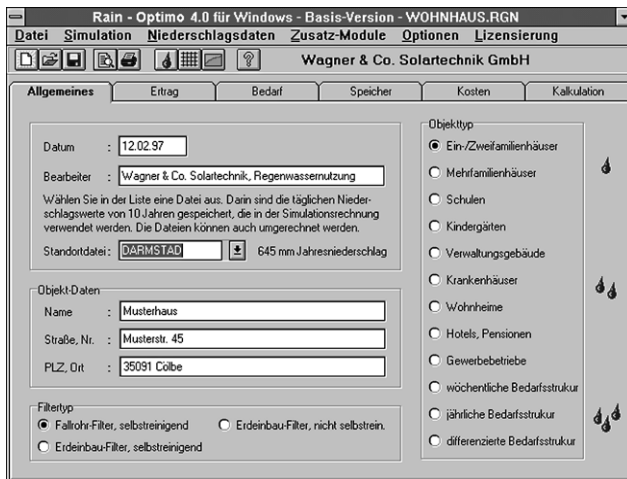 Rain - Optimo 4.0 für Windows - Basis-Version - WOHNHAUS.RGN
Datei Simulation Niederschlagsdaten Zusatz-Module Optionen Lizensierung
Wagner & Co. Solartechnik GmbH
Allgemeines Ertrag Bedarf Speicher Kosten Kalkulation
Datum : 12.02.97
Bearbeiter : Wagner & Co. Solartechnik, Regenwassernutzung
Wählen Sie in der Liste eine Datei aus. Darin sind die täglichen Nieder-
schlagswerte von 10 Jahren gespeichert, die in der Simulationsrechnung
verwendet werden. Die Dateien können auch umgerechnet werden.
Standortdatei: DARMSTAD 645 mm Jahresniederschlag
Objekt-Daten
Name : Musterhaus
Straße, Nr. : Musterstr. 45
PLZ, Ort : 35091 Cölbe
Filtertyp
Fallrohr-Filter, selbstreinigend Erdeinbau-Filter, nicht selbstrein.
Erdeinbau-Filter, selbstreinigend
Objekttyp
Ein-/Zweifamilienhäuser
Mehrfamilienhäuser
Schulen
Kindergärten
Verwaltungsgebäude
Krankenhäuser
Wohnheime
Hotels, Pensionen
Gewerbebetriebe
wöchentliche Bedarfsstrukur
jährliche Bedarfsstrukur
differenzierte Bedarfsstrukur